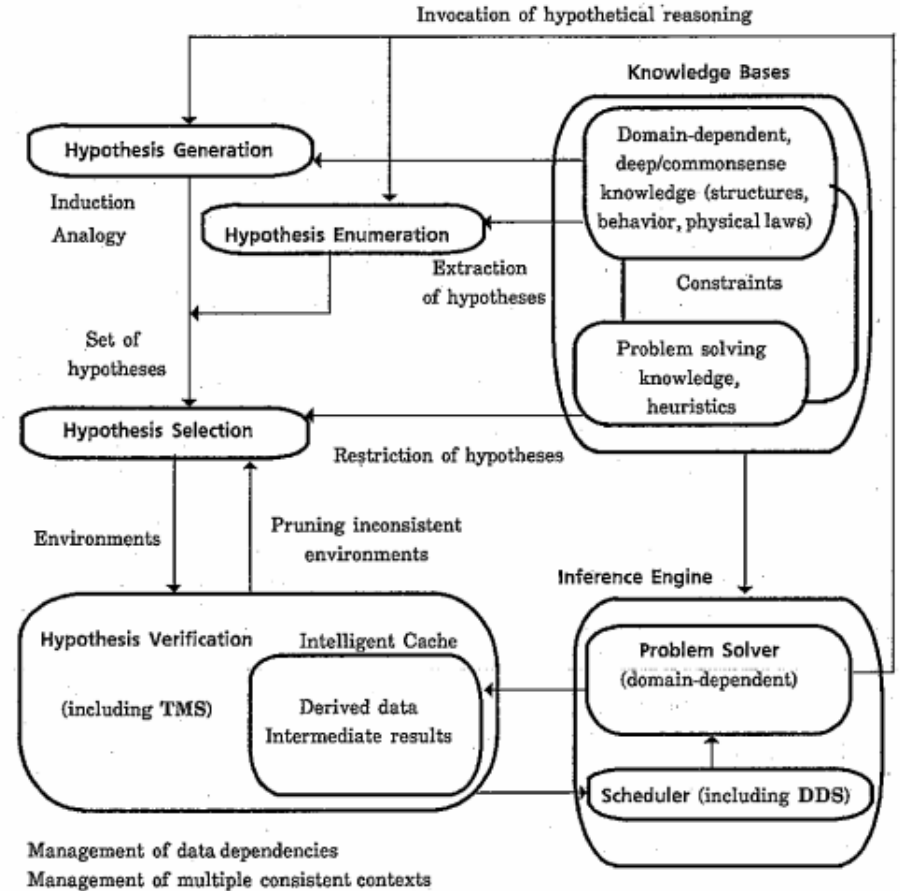 Invocation of hypothetical reasoning
Knowledge Bases
Hypothesis Generation
Domain-dependent,
deep/commonsense
knowledge (structures,
behavior, physical laws)
Induction
Analogy
Hypothesis Enumeration
Extraction
of hypotheses
Constraints
Set of
hypotheses
Problem solving
knowledge,
heuristics
Hypothesis Selection
Restriction of hypotheses
Environments
Pruning inconsistent
environments
Inference Engine
Hypothesis Verification
(including TMS)
Intelligent Cache
Derived data
Intermediate results
Problem Solver
(domain-dependent)
Scheduler (including DDS)
Management of data dependencies
Management of multiple consistent contexts